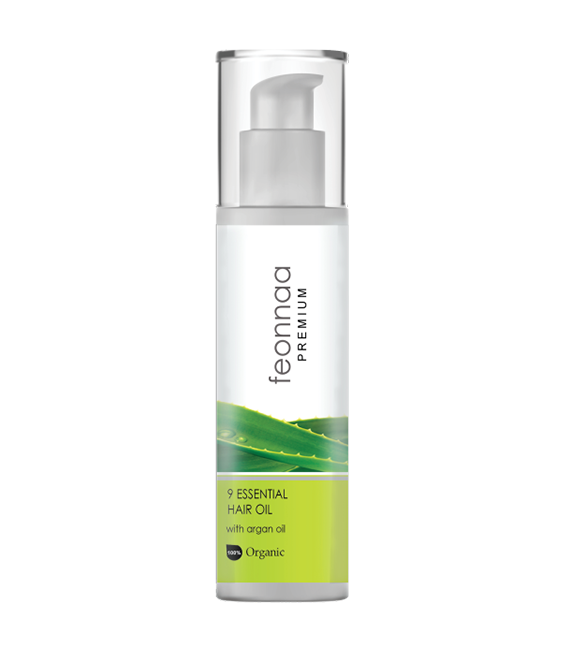 feonnaa
PREMIUM
9 ESSENTIAL
HAIR OIL
with argan oil
100% Organic